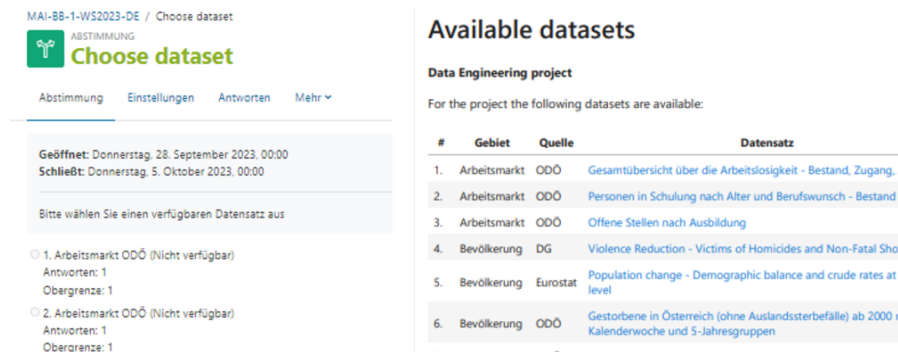 MAI-BB-1-WS2023-DE / Choose dataset
ABSTIMMUNG
Choose dataset
Abstimmung Einstellungen Antworten Mehr
Geöffnet: Donnerstag, 28. September 2023, 00:00
Schließt: Donnerstag, 5. Oktober 2023, 00:00
Bitte wählen Sie einen verfügbaren Datensatz aus
1. Arbeitsmarkt ODÖ (Nicht verfügbar)
Antworten: 1
Obergrenze: 1
2. Arbeitsmarkt ODÖ (Nicht verfügbar)
Antworten: 1
Obergrenze: 1
Available datasets
Data Engineering project
For the project the following datasets are available:
# Gebiet Quelle Datensatz
1. Arbeitsmarkt ODÖ Gesamtübersicht über die Arbeitslosigkeit - Bestand, Zugang,
2. Arbeitsmarkt ODÖ Personen in Schulung nach Alter und Berufswunsch - Bestand
3. Arbeitsmarkt ODÖ Offene Stellen nach Ausbildung
4. Bevölkerung DG Violence Reduction - Victims of Homicides and Non-Fatal Sho
5. Bevölkerung Eurostat Population change - Demographic balance and crude rates at
level
6. Bevölkerung ODÖ Gestorbene in Österreich (ohne Auslandssterbefälle) ab 2000
Kalenderwoche und 5-Jahresgruppen